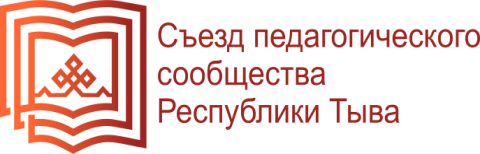 Съезд педагогического
сообщества
Республики Тыва